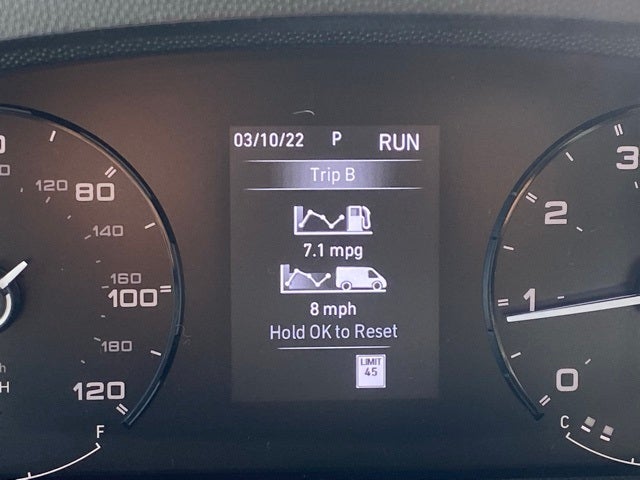 03/10/22 P RUN
Trip B
7.1 mpg
8 mph
Hold OK to Reset
LIMIT
45
120
80
140
160
100
180
120
H
F
3
2
1
0
C